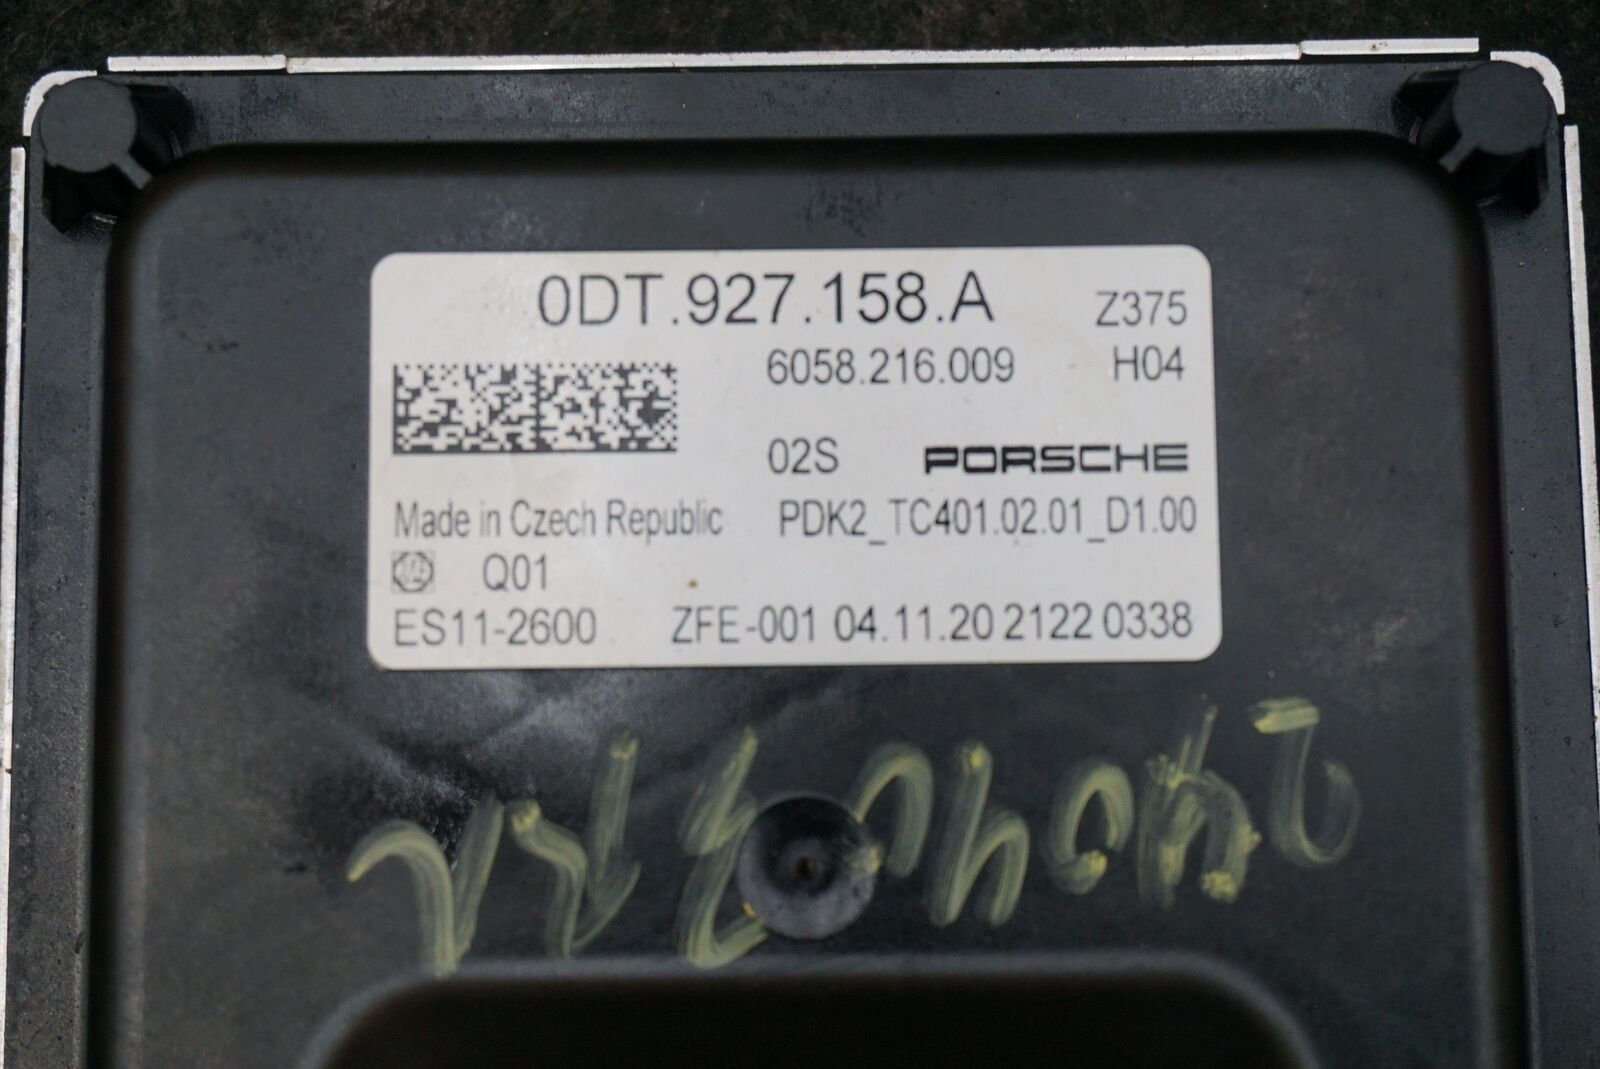 0DT.927.158.A Z375
6058.216.009 H04
02S PORSCHE
Made in Czech Republic PDK2_TC401.02.01_D1.00
ZF Q01
ES11-2600 ZFE-001 04.11.20 2122 0338